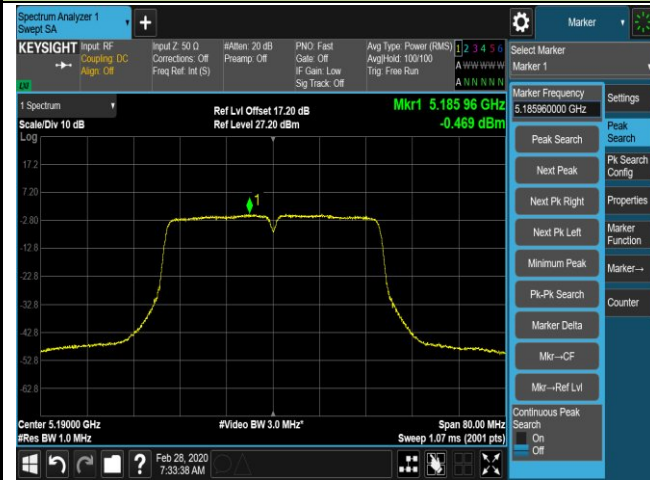 Spectrum Analyzer 1
Swept SA
+
Marker
KEYSIGHT Input: RF
Coupling: DC
Align: Off
Input Z: 50 Ω
Corrections: Off
Freq Ref: Int (S)
#Atten: 20 dB
Preamp: Off
PNO: Fast
Gate: Off
IF Gain: Low
Sig Track: Off
Avg Type: Power (RMS)
Avg|Hold: 100/100
Trig: Free Run
1 2 3 4 5 6
A W W W W W
A N N N N N
Select Marker
Marker 1
1 Spectrum
Scale/Div 10 dB
Log
Ref Lvl Offset 17.20 dB
Ref Level 27.20 dBm
Mkr1 5.185 96 GHz
-0.469 dBm
17.2
7.20
-2.80
-12.8
-22.8
-32.8
-42.8
-52.8
-62.8
1
Center 5.19000 GHz
#Res BW 1.0 MHz
#Video BW 3.0 MHz*
Span 80.00 MHz
Sweep 1.07 ms (2001 pts)
Marker Frequency
5.185960000 GHz
Peak Search
Next Peak
Next Pk Right
Next Pk Left
Minimum Peak
Pk-Pk Search
Marker Delta
Mkr→CF
Mkr→Ref Lvl
Continuous Peak
Search
On
Off
Settings
Peak
Search
Pk Search
Config
Properties
Marker
Function
Marker→
Counter
?
Feb 28, 2020
7:33:38 AM